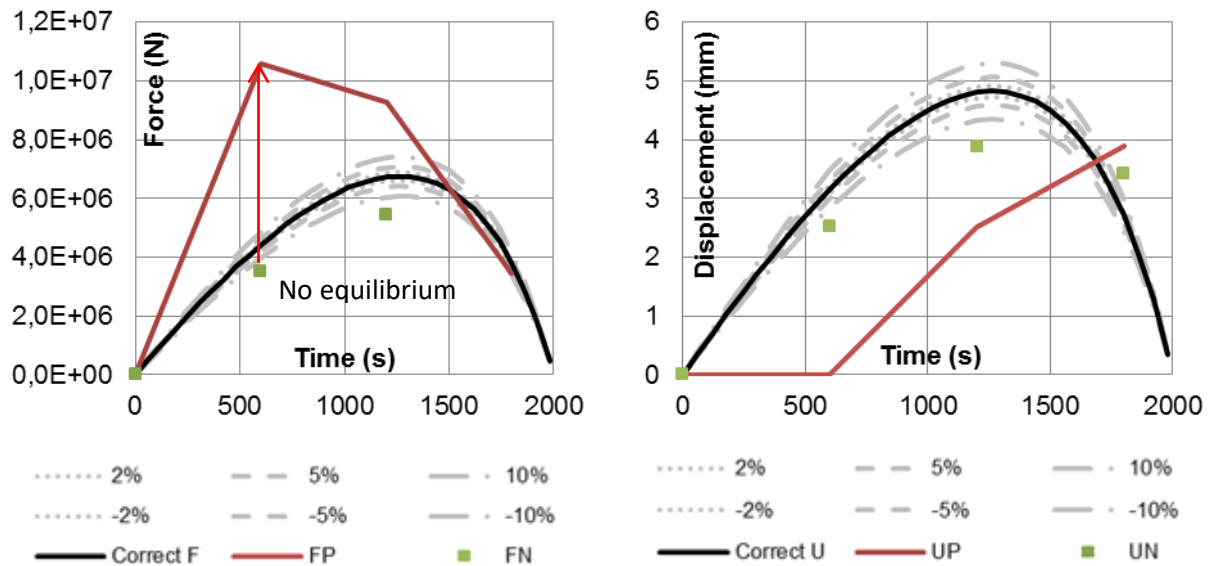 Force (N)
1,2E+07
1,0E+07
8,0E+06
6,0E+06
4,0E+06
2,0E+06
0,0E+00
No equilibrium
Time (s)
0 500 1000 1500 2000
2% 5% 10%
-2% -5% -10%
Correct F FP FN
Displacement (mm)
6
5
4
3
2
1
0
Time (s)
0 500 1000 1500 2000
2% 5% 10%
-2% -5% -10%
Correct U UP UN